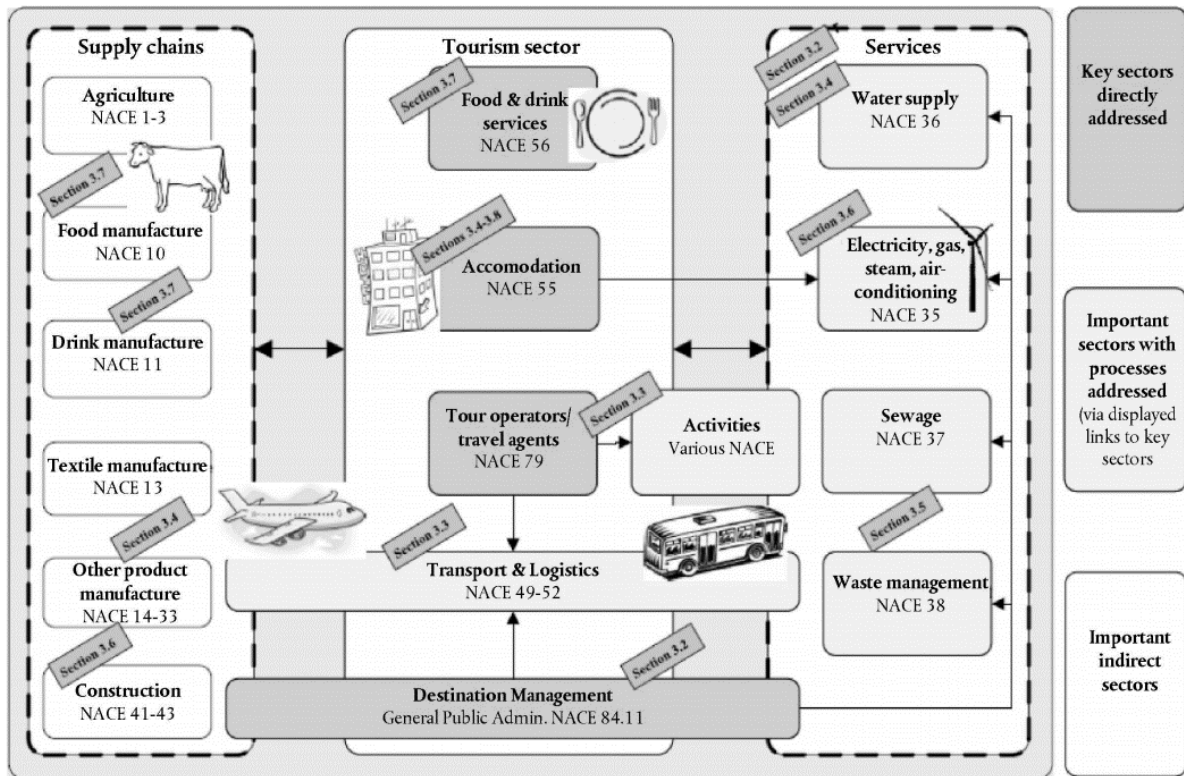 Supply chains
Agriculture
NACE 1-3
Section 3.7
Food manufacture
NACE 10
Section 3.7
Drink manufacture
NACE 11
Textile manufacture
NACE 13
Section 3.4
Other product
manufacture
NACE 14-33
Section 3.6
Construction
NACE 41-43
Tourism sector
Section 3.7
Food & drink
services
NACE 56
Sections 3.4-3.8
Accomodation
NACE 55
Tour operators/
travel agents
NACE 79
Section 3.3
Activities
Various NACE
Section 3.3
Transport & Logistics
NACE 49-52
Section 3.2
Destination Management
General Public Admin. NACE 84.11
Services
Section 3.2
Section 3.4
Water supply
NACE 36
Section 3.6
Electricity, gas,
steam, air-
conditioning
NACE 35
Sewage
NACE 37
Section 3.5
Waste management
NACE 38
Key sectors
directly
addressed
Important
sectors with
processes
addressed
(via displayed
links to key
sectors
Important
indirect
sectors